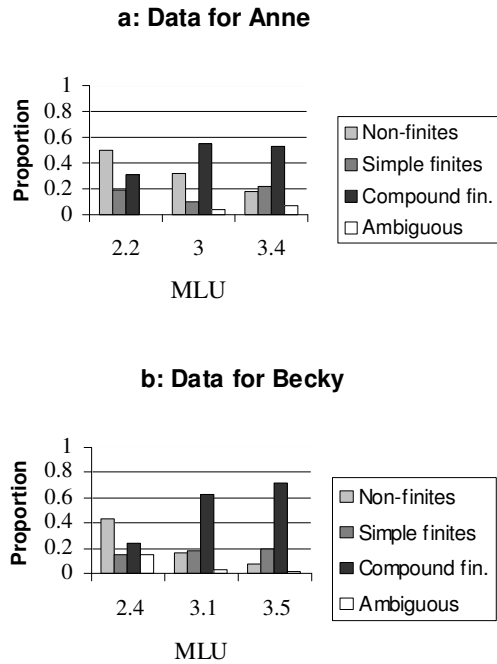 a: Data for Anne
1
0.8
0.6
0.4
0.2
0
Proportion
2.2 3 3.4
MLU
Non-finites
Simple finites
Compound fin.
Ambiguous
b: Data for Becky
1
0.8
0.6
0.4
0.2
0
Proportion
2.4 3.1 3.5
MLU
Non-finites
Simple finites
Compound fin.
Ambiguous